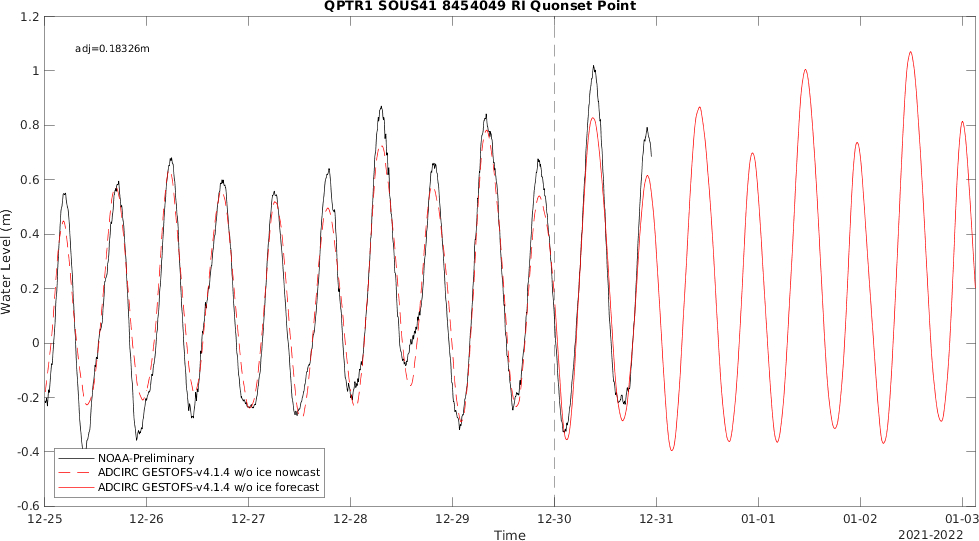 QPTR1 SOUS41 8454049 RI Quonset Point
1.2
adj=0.18326m
1
0.8
0.6
0.4
0.2
0
-0.2
-0.4
-0.6
Water Level (m)
NOAA-Preliminary
ADCIRC GESTOFS-v4.1.4 w/o ice nowcast
ADCIRC GESTOFS-v4.1.4 w/o ice forecast
12-25 12-26 12-27 12-28 12-29 12-30 12-31 01-01 01-02 01-03
Time
2021-2022